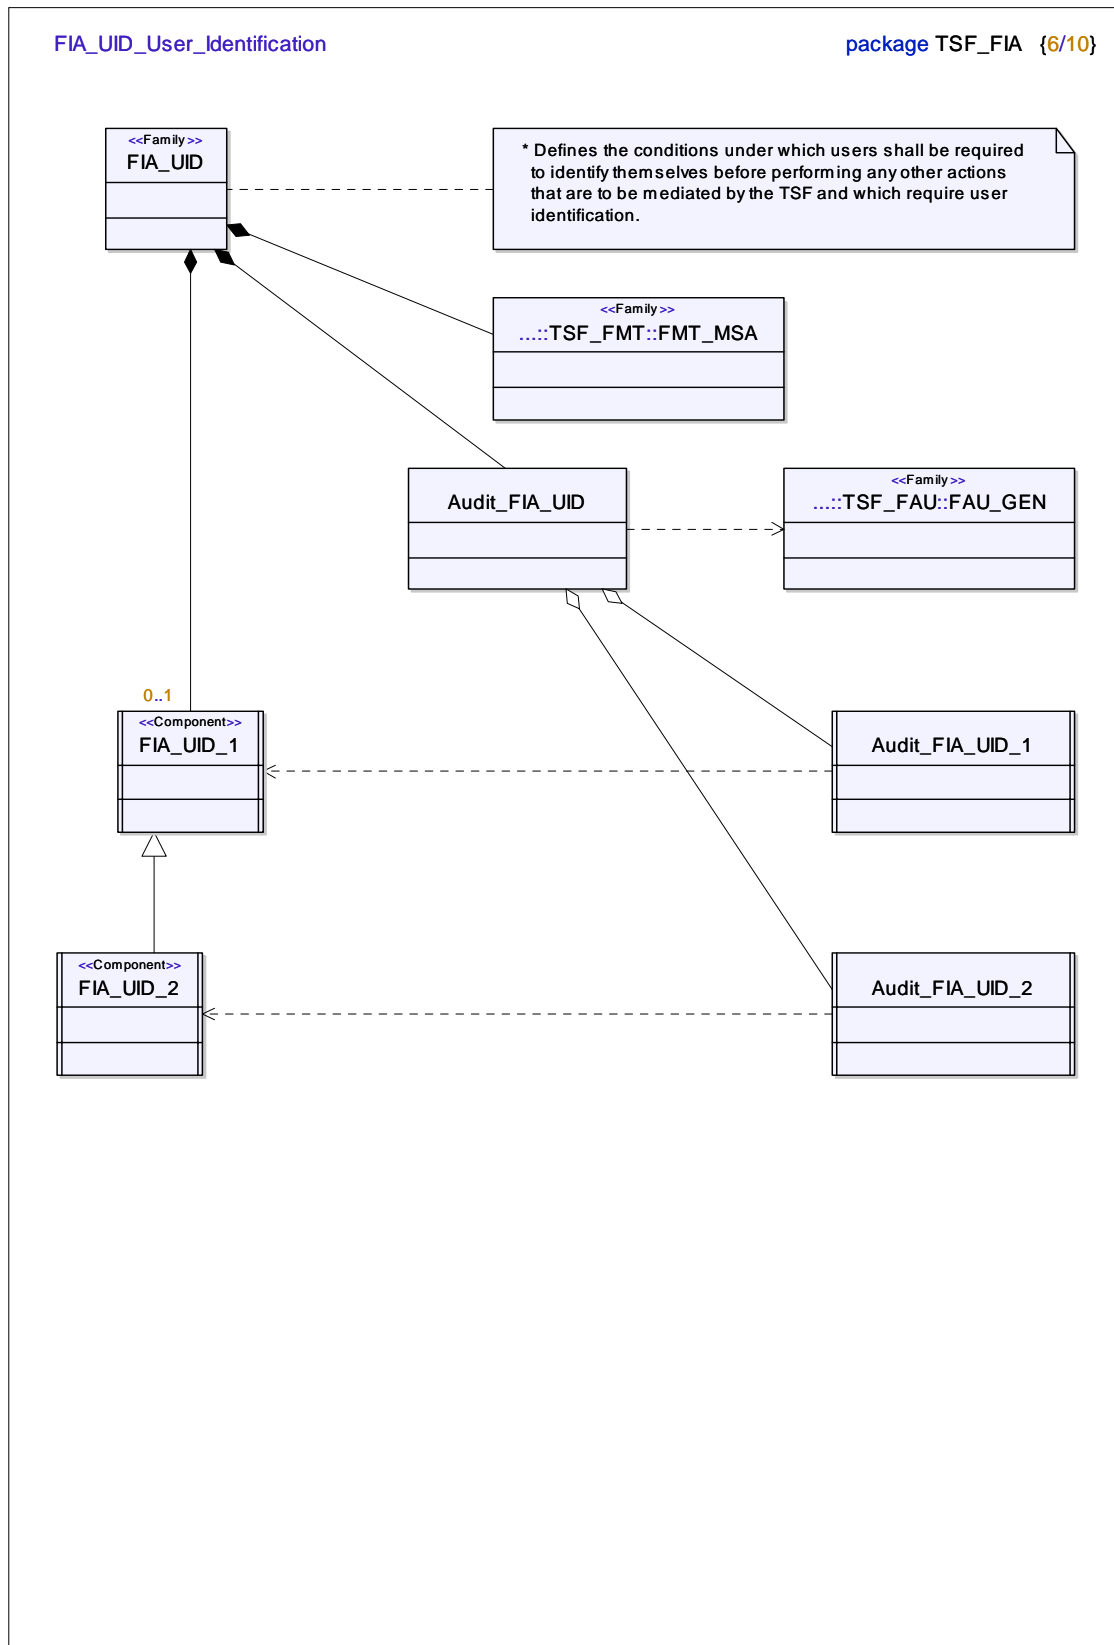 FIA_UID_User_Identification
package TSF_FIA {6/10}
<<Family>>
FIA_UID
* Defines the conditions under which users shall be required
to identify themselves before performing any other actions
that are to be mediated by the TSF and which require user
identification.
<<Family>>
...::TSF_FMT::FMT_MSA
Audit_FIA_UID
<<Family>>
...::TSF_FAU::FAU_GEN
0..1
<<Component>>
FIA_UID_1
Audit_FIA_UID_1
<<Component>>
FIA_UID_2
Audit_FIA_UID_2